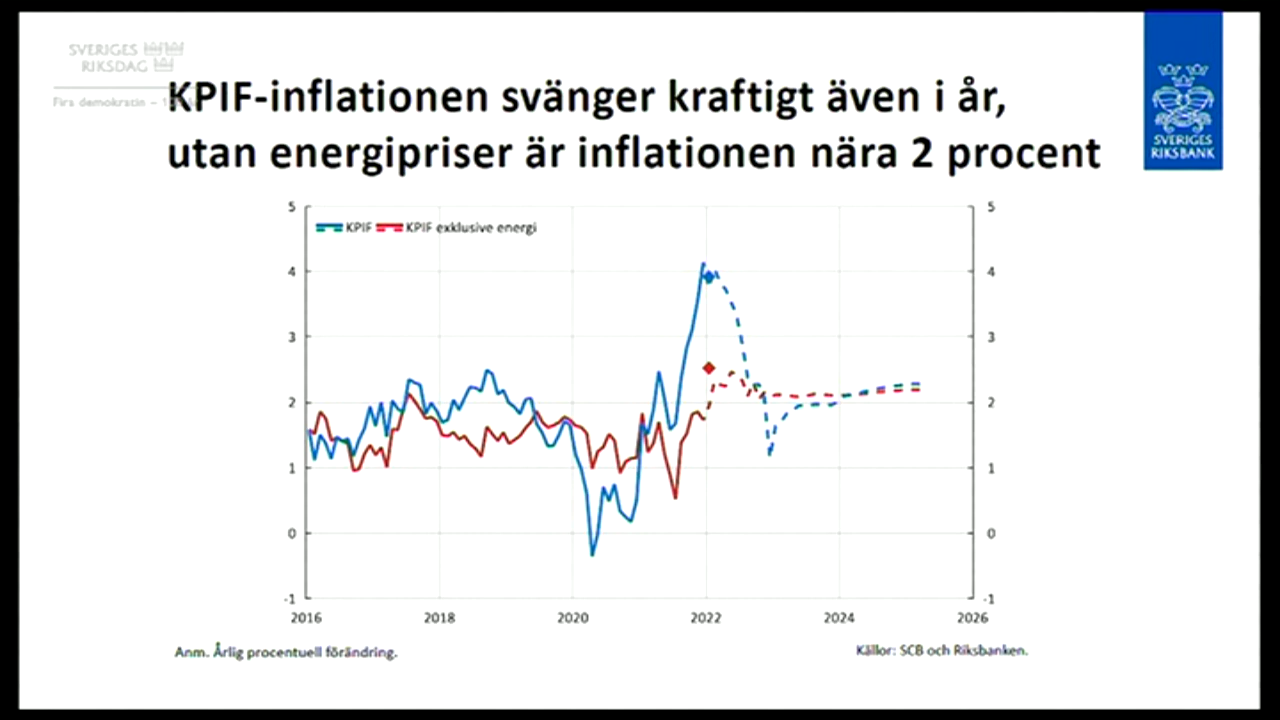 SVERIGES
RIKSDAG
Fira demokratin –
KPIF-inflationen svänger kraftigt även i år,
utan energipriser är inflationen nära 2 procent
SVERIGES
RIKSBANK
5 5
KPIF KPIF exklusive energi
4 4
3 3
2 2
1 1
0 0
-1 -1
2016 2018 2020 2022 2024 2026
Anm. Årlig procentuell förändring.
Källor: SCB och Riksbanken.